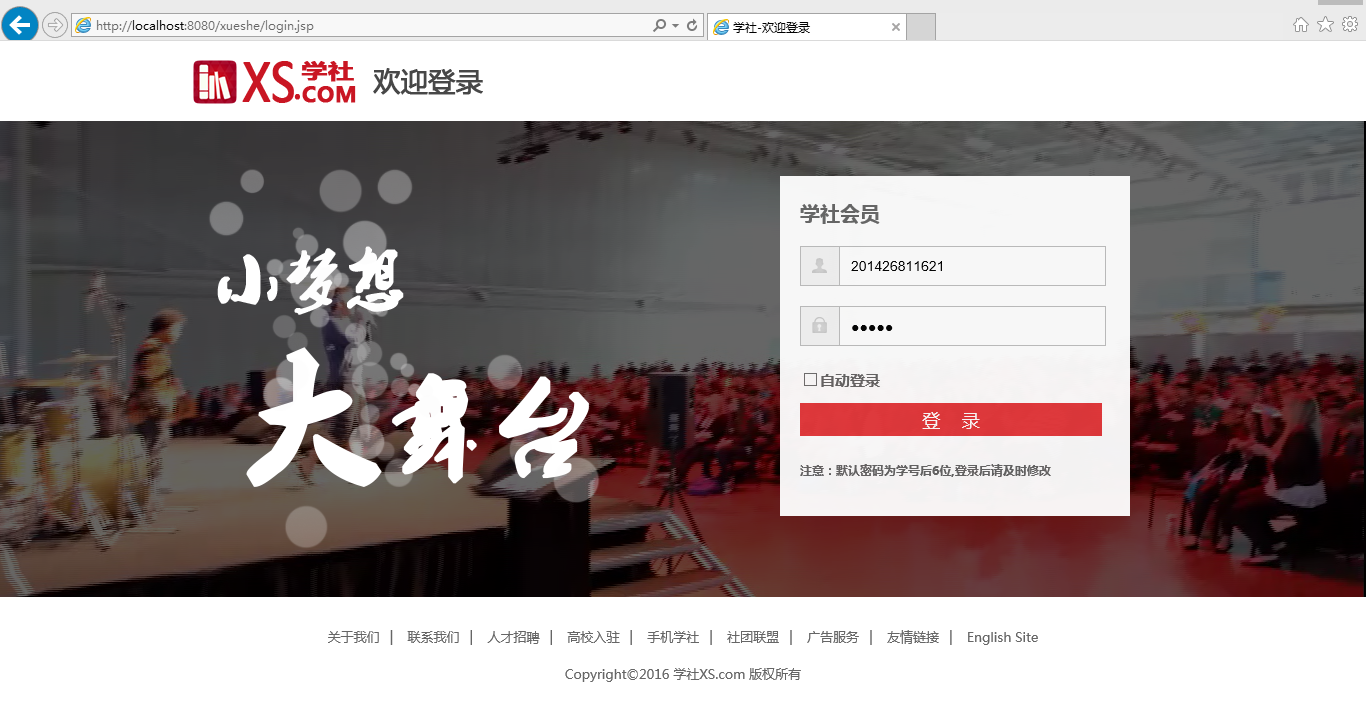 http://localhost:8080/xueshe/login.jsp
学社-欢迎登录
XS.COM 学社 欢迎登录
小梦想
大舞台
学社会员
201426811621
●●●●●
自动登录
登 录
注意：默认密码为学号后6位,登录后请及时修改
关于我们 | 联系我们 | 人才招聘 | 高校入驻 | 手机学社 | 社团联盟 | 广告服务 | 友情链接 | English Site
Copyright©2016 学社XS.com 版权所有